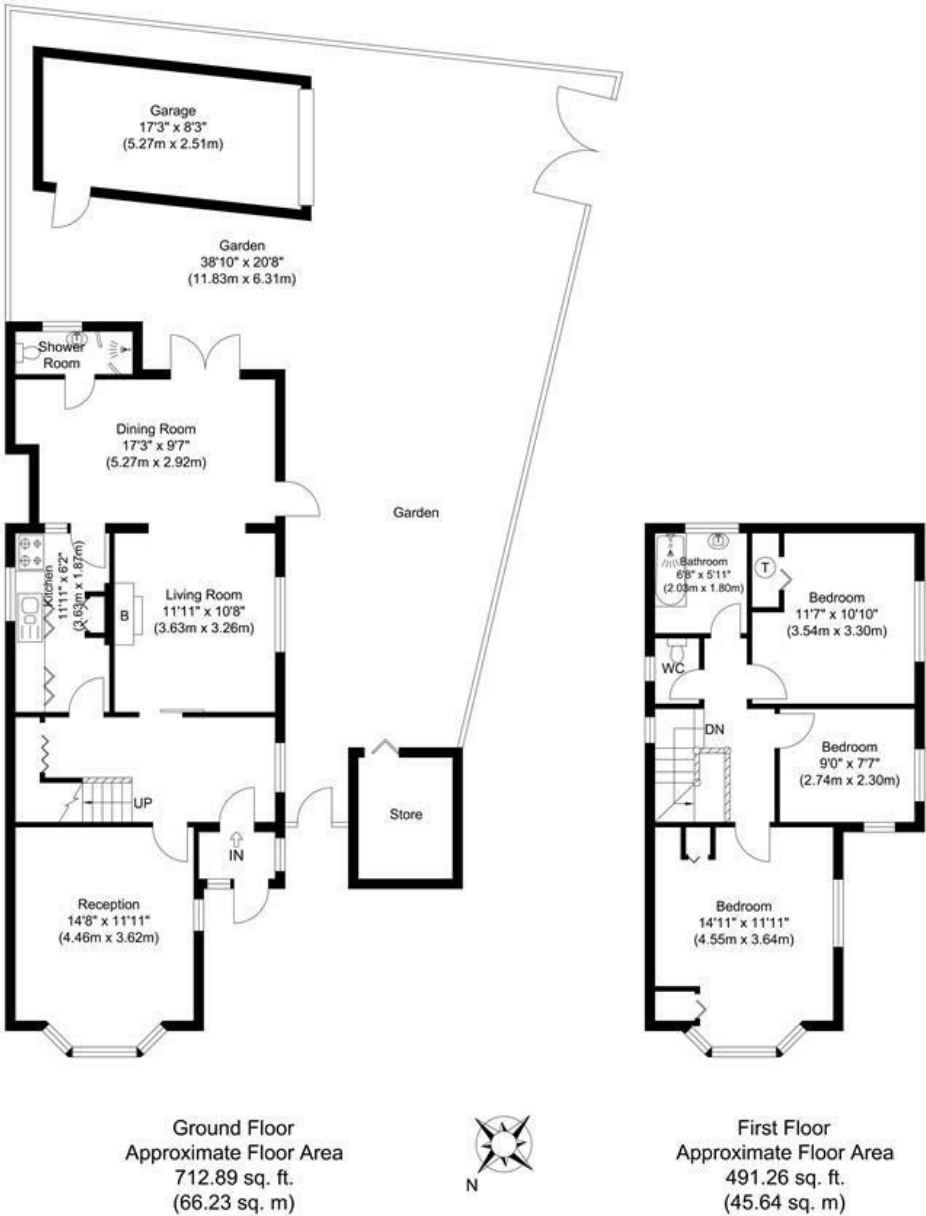 Garage
17'3" x 8'3"
(5.27m x 2.51m)
Garden
38'10" x 20'8"
(11.83m x 6.31m)
Shower
Room
Dining Room
17'3" x 9'7"
(5.27m x 2.92m)
Garden
Kitchen
11'11" x 6'2"
(3.63m x 1.87m)
B
Living Room
11'11" x 10'8"
(3.63m x 3.26m)
UP
IN
Store
Reception
14'8" x 11'11"
(4.46m x 3.62m)
Bathroom
6'8" x 5'11"
(2.03m x 1.80m)
T
Bedroom
11'7" x 10'10"
(3.54m x 3.30m)
WC
DN
Bedroom
9'0" x 7'7"
(2.74m x 2.30m)
Bedroom
14'11" x 11'11"
(4.55m x 3.64m)
Ground Floor
Approximate Floor Area
712.89 sq. ft.
(66.23 sq. m)
N
First Floor
Approximate Floor Area
491.26 sq. ft.
(45.64 sq. m)